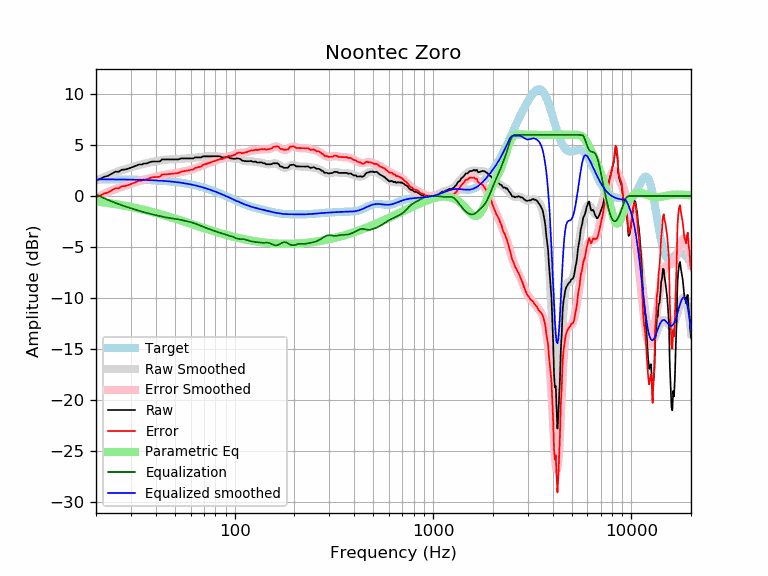 Noontec Zoro
Amplitude (dBr)
10
5
0
−5
−10
−15
−20
−25
−30
Target
Raw Smoothed
Error Smoothed
Raw
Error
Parametric Eq
Equalization
Equalized smoothed
100
1000
10000
Frequency (Hz)